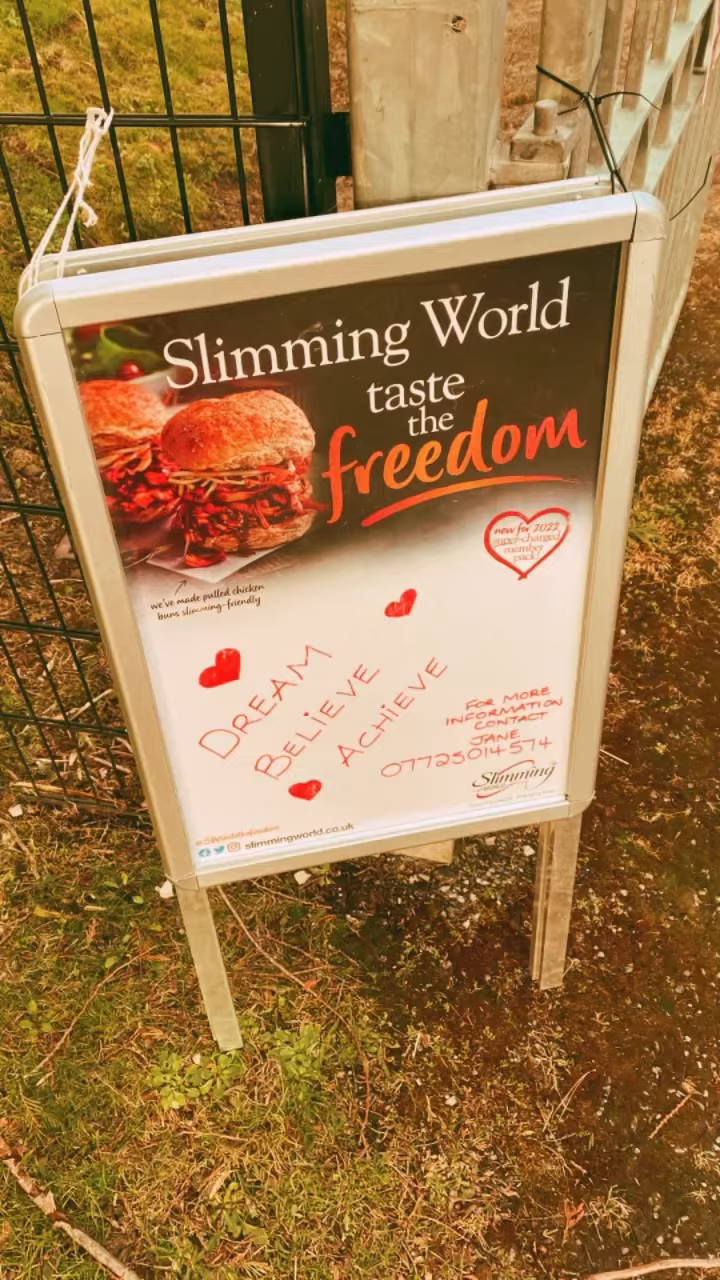 Slimming World
taste
the
freedom
new for 2022
super-charged
member
pack!
we've made pulled chicken
buns slimming-friendly
DREAM
BELIEVE
ACHIEVE
FOR MORE
INFORMATION
CONTACT
JANE
07725014574
Slimming
WORLD
slimmingworld.co.uk